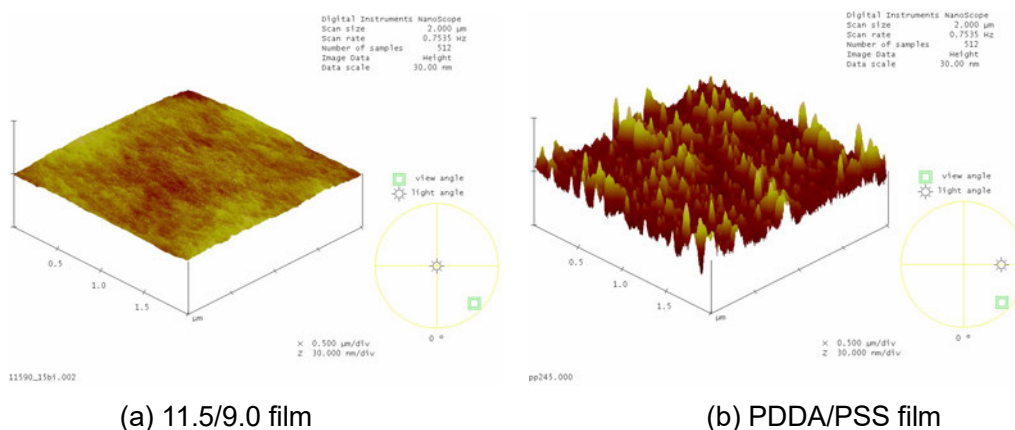 Digital Instruments NanoScope
Scan size 2.000 µm
Scan rate 0.7535 Hz
Number of samples 512
Image Data Height
Data scale 30.00 nm
view angle
light angle
0.5
1.0
1.5
µm
0 º
X 0.500 µm/div
Z 30.000 nm/div
11590_15bi.002
(a) 11.5/9.0 film
Digital Instruments NanoScope
Scan size 2.000 µm
Scan rate 0.7535 Hz
Number of samples 512
Image Data Height
Data scale 30.00 nm
view angle
light angle
0.5
1.0
1.5
µm
0 º
X 0.500 µm/div
Z 30.000 nm/div
pp245.000
(b) PDDA/PSS film